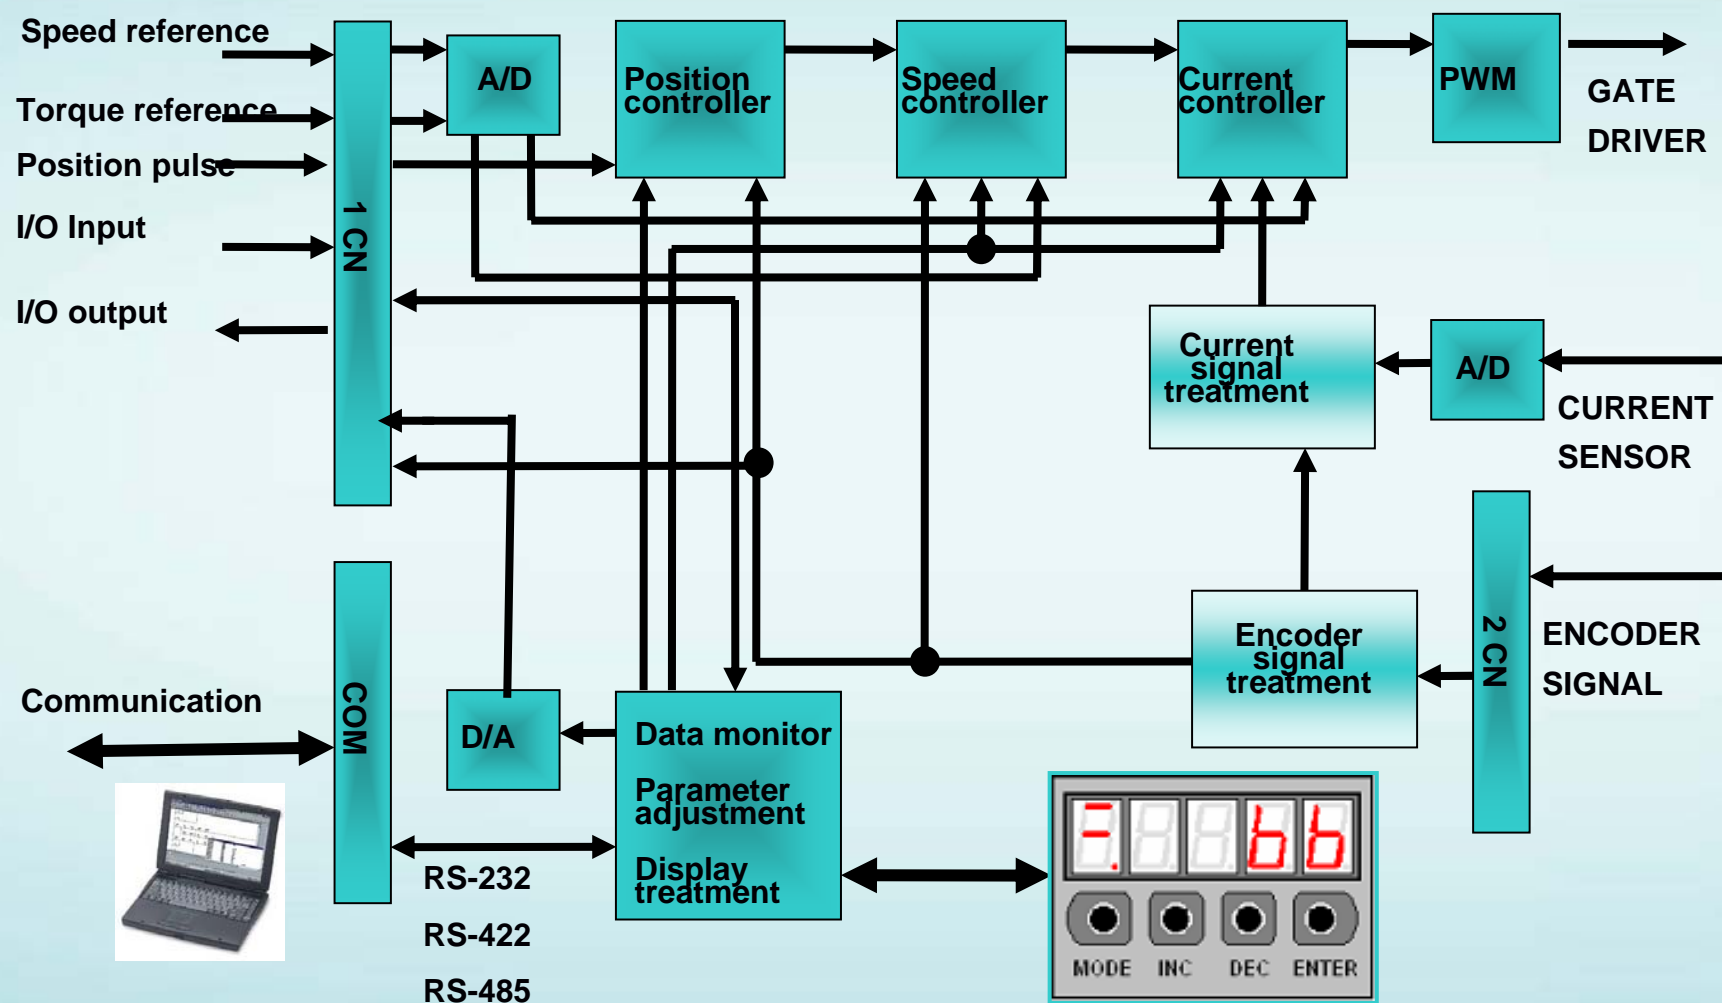 Speed reference
Torque reference
Position pulse
I/O Input
I/O output
1 CN
A/D
Position
controller
Speed
controller
Current
controller
PWM
GATE
DRIVER
Current
signal
treatment
A/D
CURRENT
SENSOR
Encoder
signal
treatment
2 CN
ENCODER
SIGNAL
Communication
COM
D/A
Data monitor
Parameter
adjustment
Display
treatment
RS-232
RS-422
RS-485
bb
MODE INC DEC ENTER